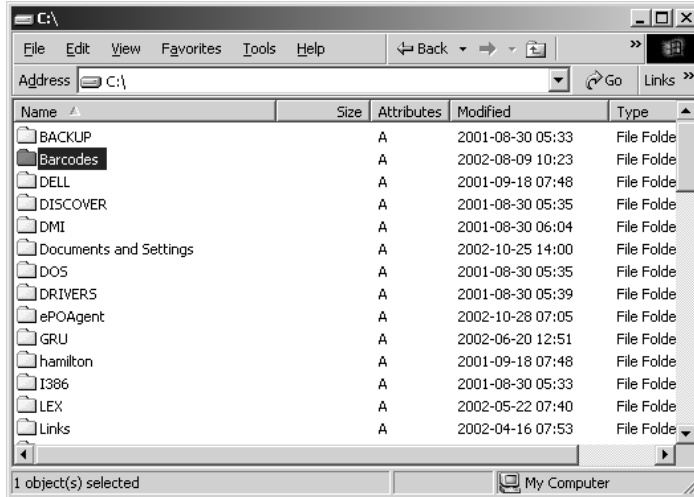 C:\
File Edit View Favorites Tools Help Back »
Address C:\ Go Links »
Name Size Attributes Modified Type
BACKUP A 2001-08-30 05:33 File Folde
Barcodes A 2002-08-09 10:23 File Folde
DELL A 2001-09-18 07:48 File Folde
DISCOVER A 2001-08-30 05:35 File Folde
DMI A 2001-08-30 06:04 File Folde
Documents and Settings A 2002-10-25 14:00 File Folde
DOS A 2001-08-30 05:35 File Folde
DRIVERS A 2001-08-30 05:39 File Folde
ePOAgent A 2002-10-28 07:05 File Folde
GRU A 2002-06-20 12:51 File Folde
hamilton A 2001-09-18 07:48 File Folde
I386 A 2001-08-30 05:33 File Folde
LEX A 2002-05-22 07:40 File Folde
Links A 2002-04-16 07:53 File Folde
1 object(s) selected My Computer